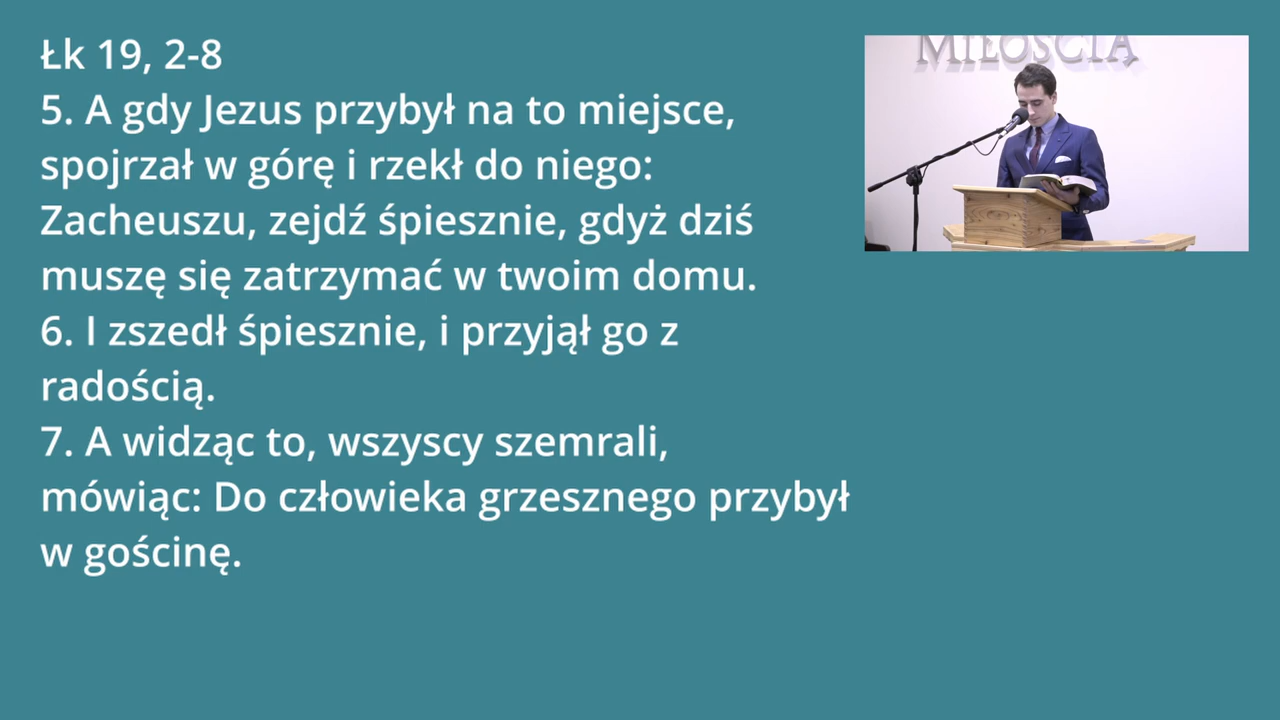 Łk 19, 2-8
5. A gdy Jezus przybył na to miejsce,
spojrzał w górę i rzekł do niego:
Zacheuszu, zejdź śpiesznie, gdyż dziś
muszę się zatrzymać w twoim domu.
6. I zszedł śpiesznie, i przyjął go z
radością.
7. A widząc to, wszyscy szemrali,
mówiąc: Do człowieka grzesznego przybył
w gościnę.
MIŁOŚCIĄ